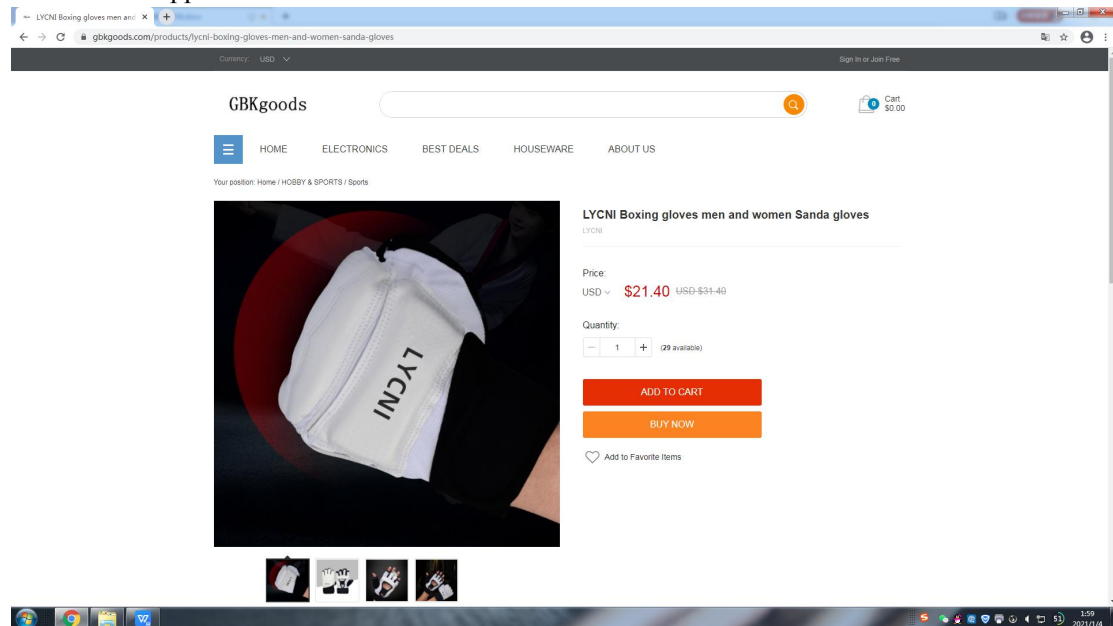 LYCNI Boxing gloves men and
gbkgoods.com/products/lycni-boxing-gloves-men-and-women-sanda-gloves
Currency: USD
Sign In or Join Free
GBKgoods
0
Cart
$0.00
HOME ELECTRONICS BEST DEALS HOUSEWARE ABOUT US
Your position: Home / HOBBY & SPORTS / Sports
LYCNI Boxing gloves men and women Sanda gloves
LYCNI
Price:
USD $21.40 USD $31.40
Quantity:
1 (29 available)
ADD TO CART
BUY NOW
Add to Favorite Items
LYCNI
51
1:59
2021/1/4